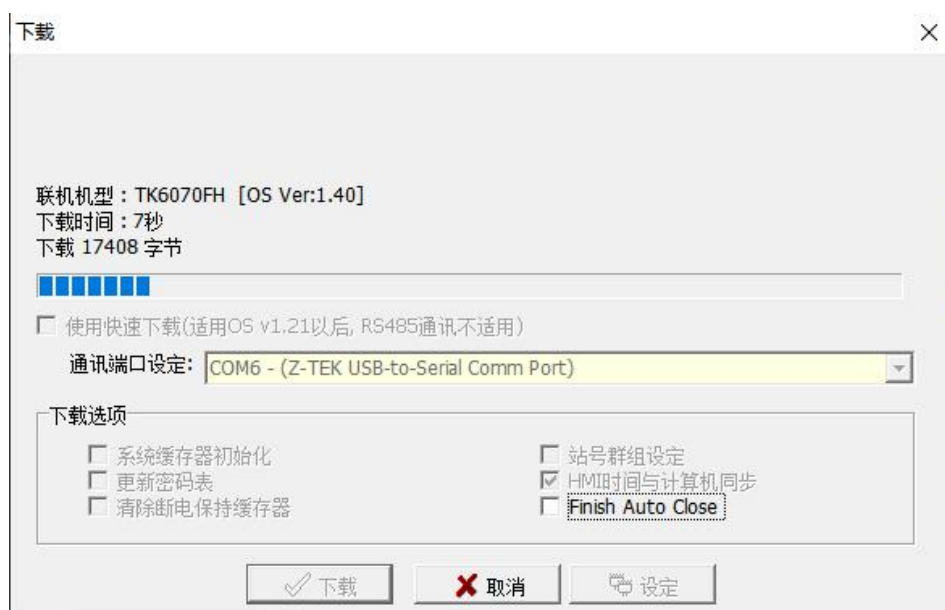 下载
联机机型：TK6070FH [OS Ver:1.40]
下载时间：7秒
下载 17408 字节
使用快速下载(适用OS v1.21以后, RS485通讯不适用)
通讯端口设定: COM6 - (Z-TEK USB-to-Serial Comm Port)
下载选项
系统缓存器初始化
更新密码表
清除断电保持缓存器
站号群组设定
HMI时间与计算机同步
Finish Auto Close
下载 取消 设定